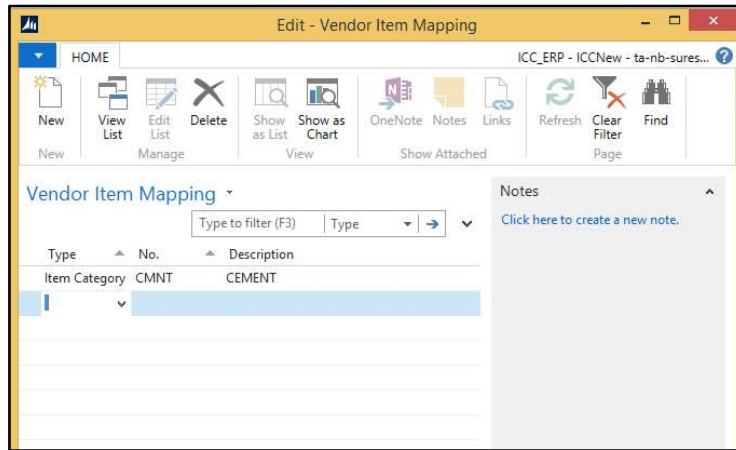 Edit - Vendor Item Mapping
HOME
ICC_ERP - ICCNew - ta-nb-sures...
New View List Edit List Delete Show as List Show as Chart OneNote Notes Links Refresh Clear Filter Find
New Manage View Show Attached Page
Vendor Item Mapping
Type to filter (F3) Type
Type No. Description
Item Category CMNT CEMENT
Notes
Click here to create a new note.